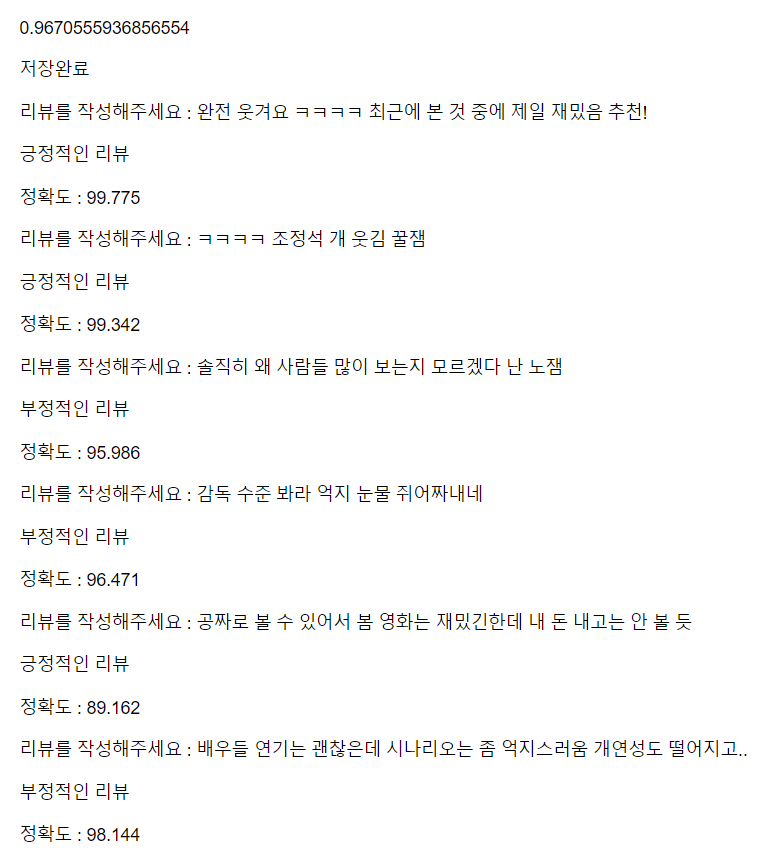 0.9670555936856554
저장완료
리뷰를 작성해주세요 : 완전 웃겨요 ㅋㅋㅋㅋ 최근에 본 것 중에 제일 재밌음 추천!
긍정적인 리뷰
정확도 : 99.775
리뷰를 작성해주세요 : ㅋㅋㅋㅋ 조정석 개 웃김 꿀잼
긍정적인 리뷰
정확도 : 99.342
리뷰를 작성해주세요 : 솔직히 왜 사람들 많이 보는지 모르겠다 난 노잼
부정적인 리뷰
정확도 : 95.986
리뷰를 작성해주세요 : 감독 수준 봐라 억지 눈물 쥐어짜내네
부정적인 리뷰
정확도 : 96.471
리뷰를 작성해주세요 : 공짜로 볼 수 있어서 봄 영화는 재밌긴한데 내 돈 내고는 안 볼 듯
긍정적인 리뷰
정확도 : 89.162
리뷰를 작성해주세요 : 배우들 연기는 괜찮은데 시나리오는 좀 억지스러움 개연성도 떨어지고..
부정적인 리뷰
정확도 : 98.144